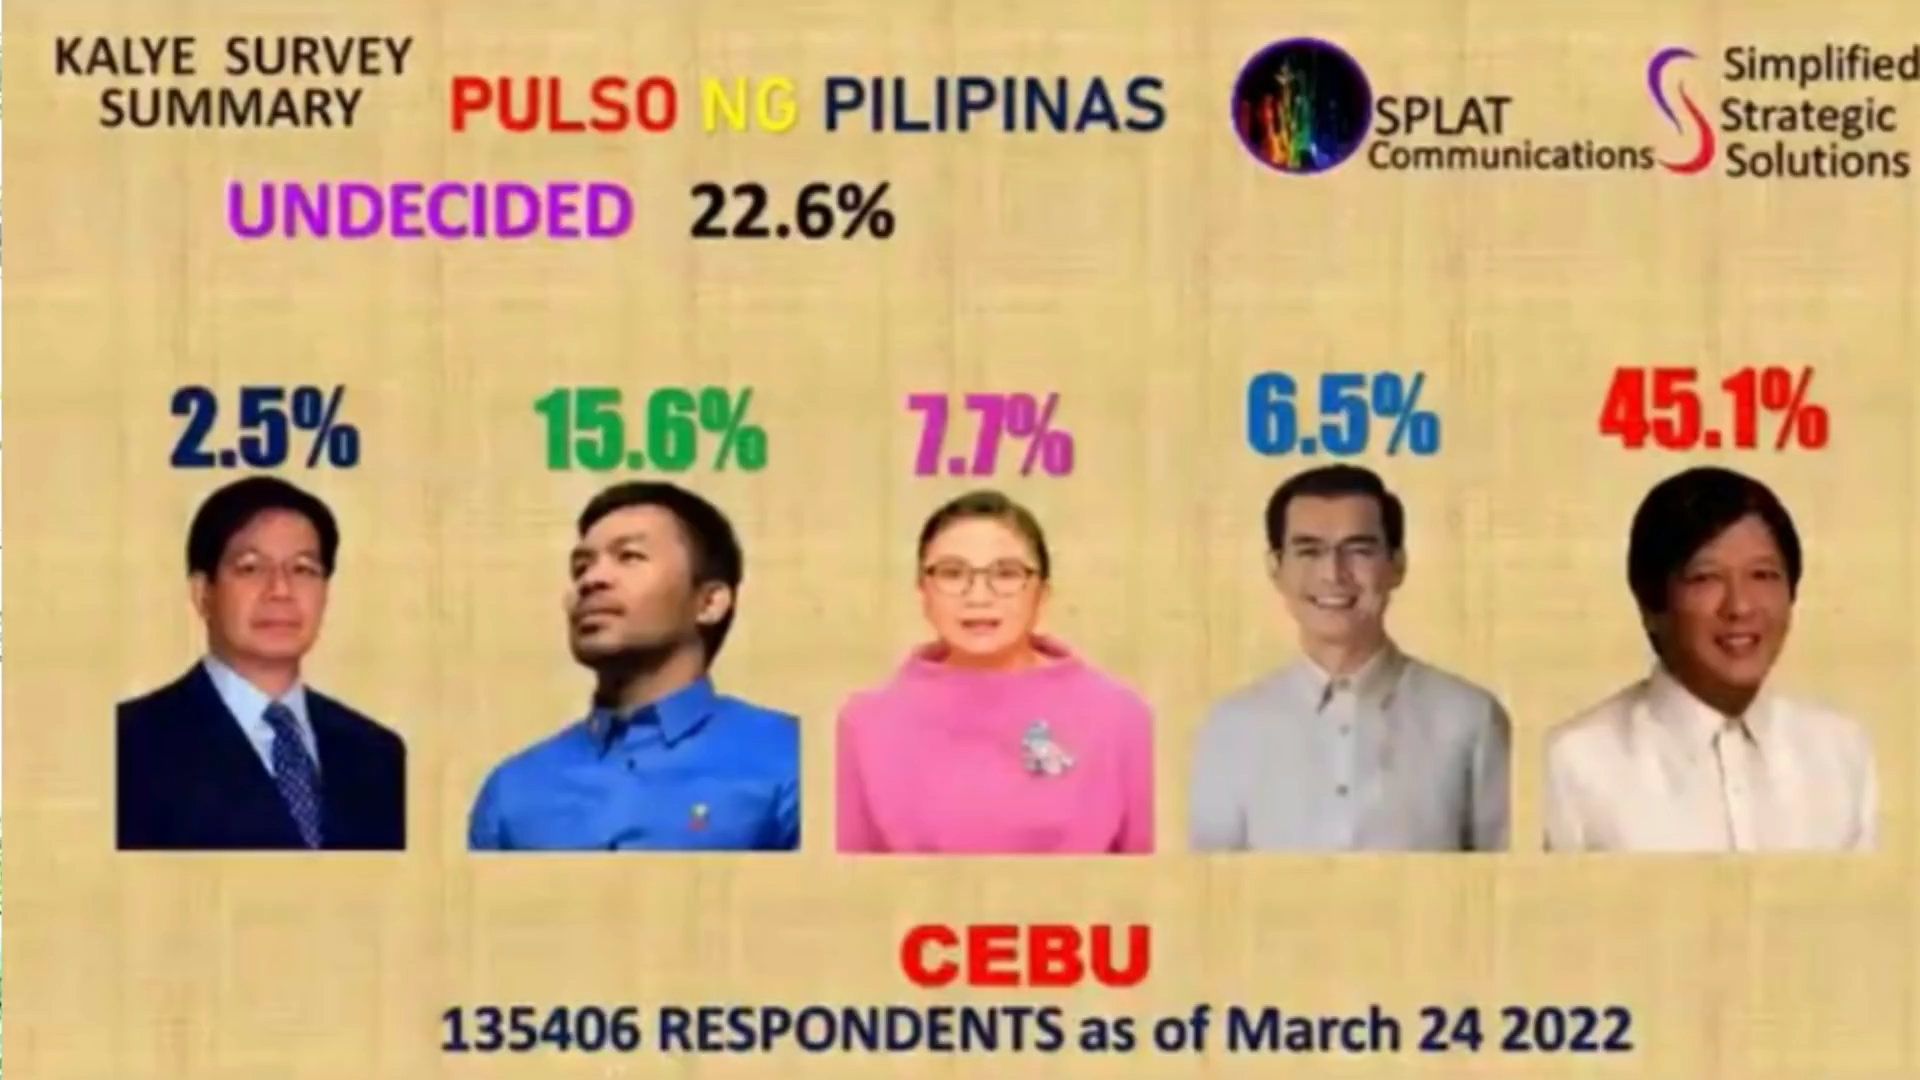 KALYE SURVEY
SUMMARY
PULSO NG PILIPINAS
SPLAT
Communications
Simplified
Strategic
Solutions
UNDECIDED 22.6%
2.5% 15.6% 7.7% 6.5% 45.1%
CEBU
135406 RESPONDENTS as of March 24 2022